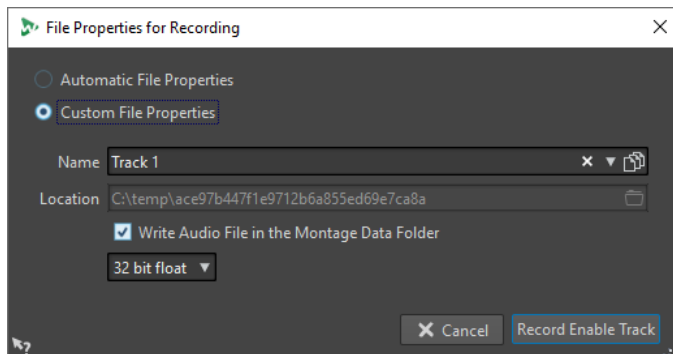 File Properties for Recording
Automatic File Properties
Custom File Properties
Name Track 1
Location C:\temp\ace97b447f1e9712b6a855ed69e7ca8a
Write Audio File in the Montage Data Folder
32 bit float
Cancel Record Enable Track